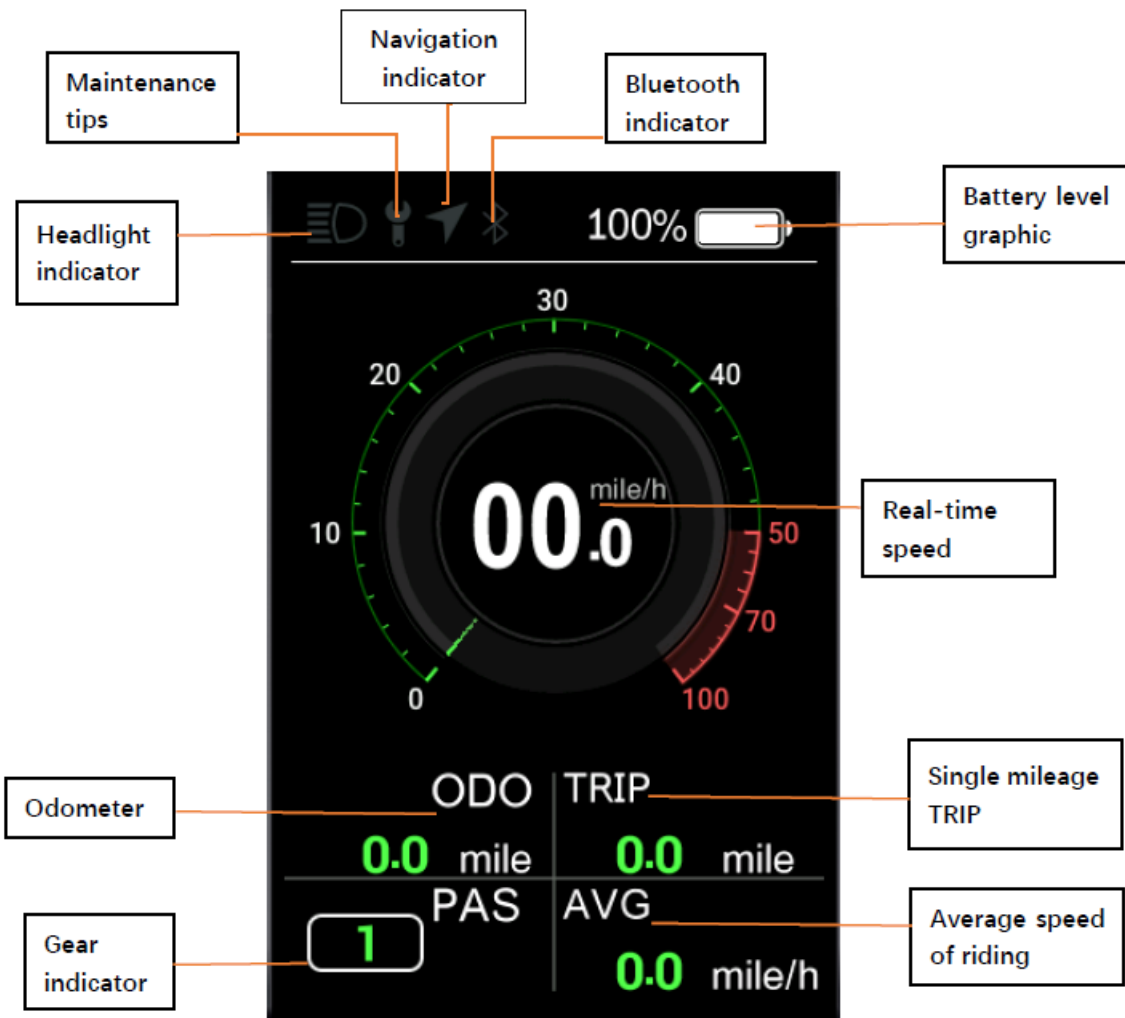 Navigation
indicator
Maintenance
tips
Bluetooth
indicator
Battery level
graphic
Headlight
indicator
100%
30
20
40
mile/h
00.0
10
50
Real-time
speed
70
0
100
Odometer
ODO
TRIP
Single mileage
TRIP
0.0 mile
0.0 mile
PAS
AVG
Gear
indicator
1
Average speed
of riding
0.0 mile/h